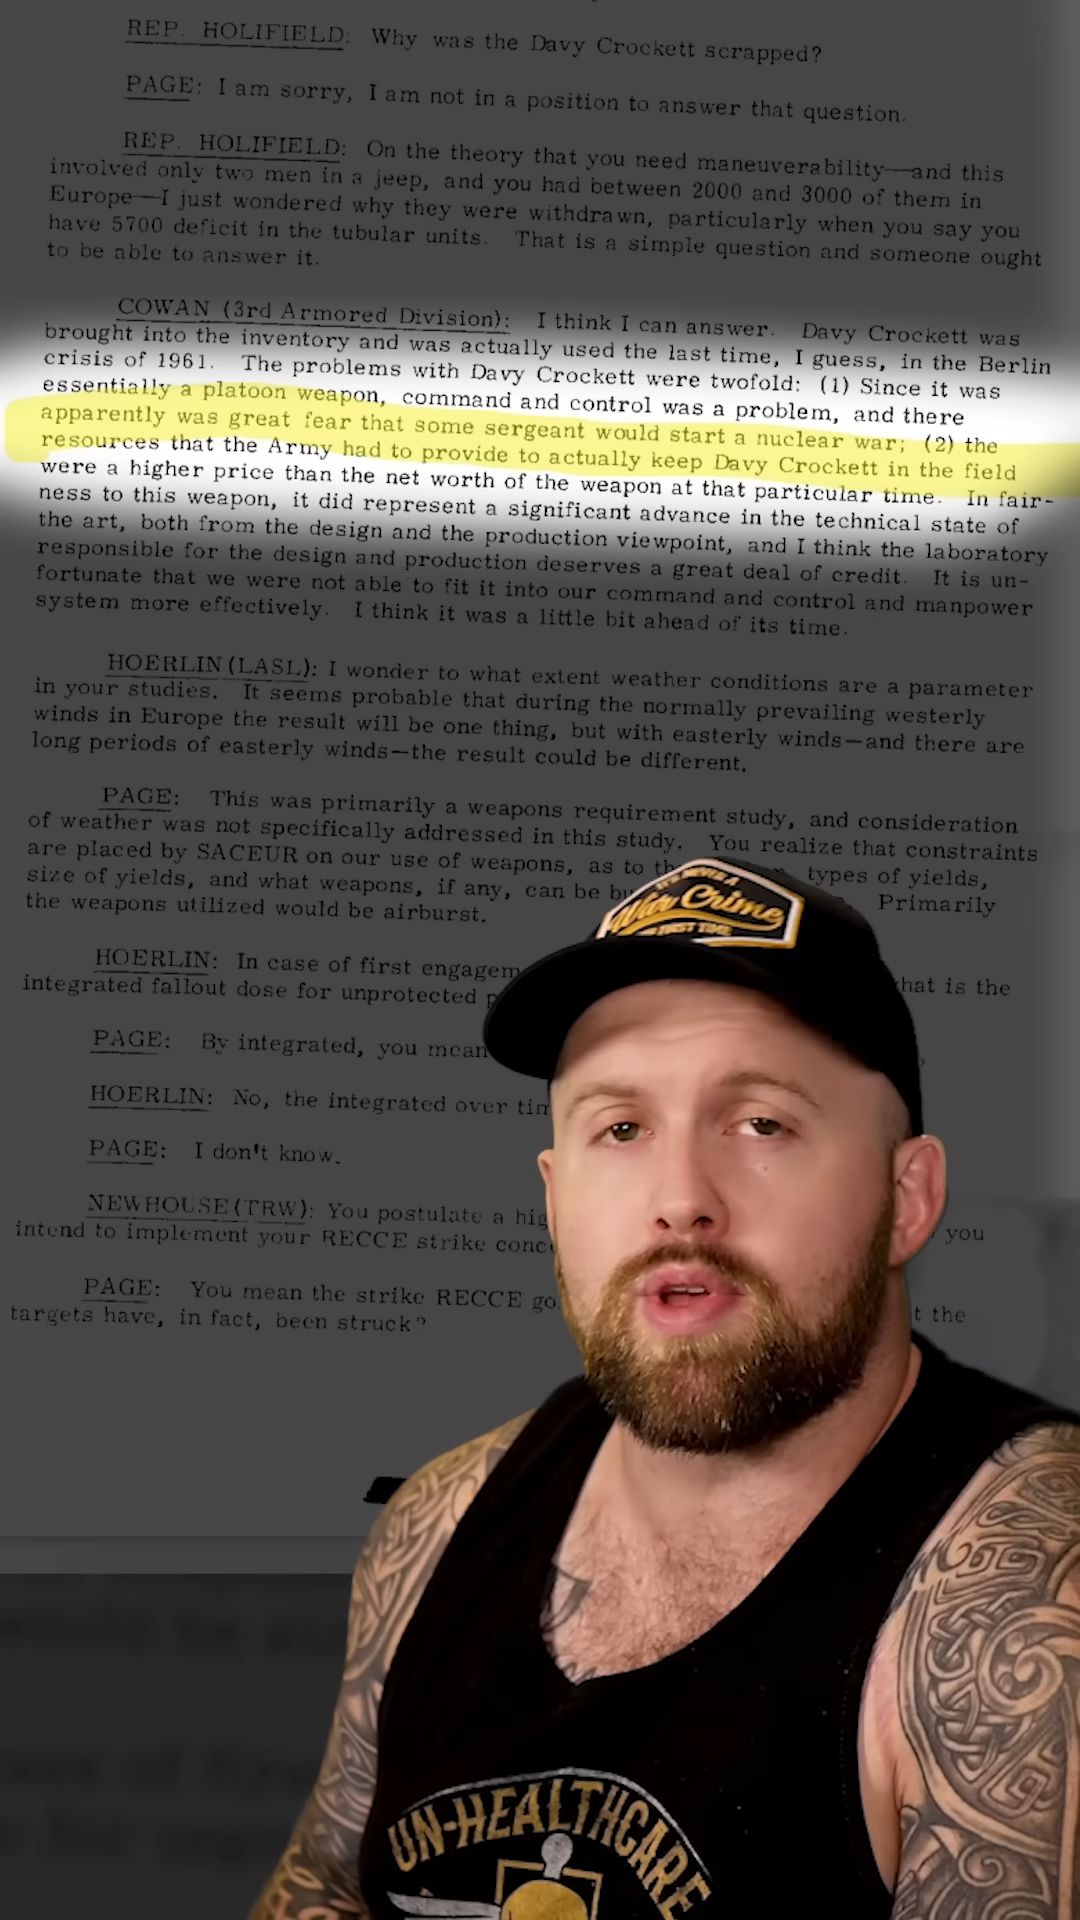 REP. HOLIFIELD: Why was the Davy Crockett scrapped?
PAGE: I am sorry, I am not in a position to answer that question.
REP. HOLIFIELD: On the theory that you need maneuverability—and this
involved only two men in a jeep, and you had between 2000 and 3000 of them in
Europe—I just wondered why they were withdrawn, particularly when you say you
have 5700 deficit in the tubular units. That is a simple question and someone ought
to be able to answer it.
COWAN (3rd Armored Division): I think I can answer. Davy Crockett was
brought into the inventory and was actually used the last time, I guess, in the Berlin
crisis of 1961. The problems with Davy Crockett were twofold: (1) Since it was
essentially a platoon weapon, command and control was a problem, and there
apparently was great fear that some sergeant would start a nuclear war; (2) the
resources that the Army had to provide to actually keep Davy Crockett in the field
were a higher price than the net worth of the weapon at that particular time. In fair-
ness to this weapon, it did represent a significant advance in the technical state of
the art, both from the design and the production viewpoint, and I think the laboratory
responsible for the design and production deserves a great deal of credit. It is un-
fortunate that we were not able to fit it into our command and control and manpower
system more effectively. I think it was a little bit ahead of its time.
HOERLIN (LASL): I wonder to what extent weather conditions are a parameter
in your studies. It seems probable that during the normally prevailing westerly
winds in Europe the result will be one thing, but with easterly winds—and there are
long periods of easterly winds—the result could be different.
PAGE: This was primarily a weapons requirement study, and consideration
of weather was not specifically addressed in this study. You realize that constraints
are placed by SACEUR on our use of weapons, as to types of yields,
size of yields, and what weapons, if any, can be Primarily
the weapons utilized would be airburst.
HOERLIN: In case of first what is the
integrated fallout dose for unprotected
PAGE: By integrated, you mean
HOERLIN: No, the integrated over
PAGE: I don't know.
NEWHOUSE (TRW): You postulate a you
intend to implement your RECCE strike
PAGE: You mean the strike RECCE the
targets have, in fact, been struck?
War Crime
FIRST TIME
UN-HEALTHCARE